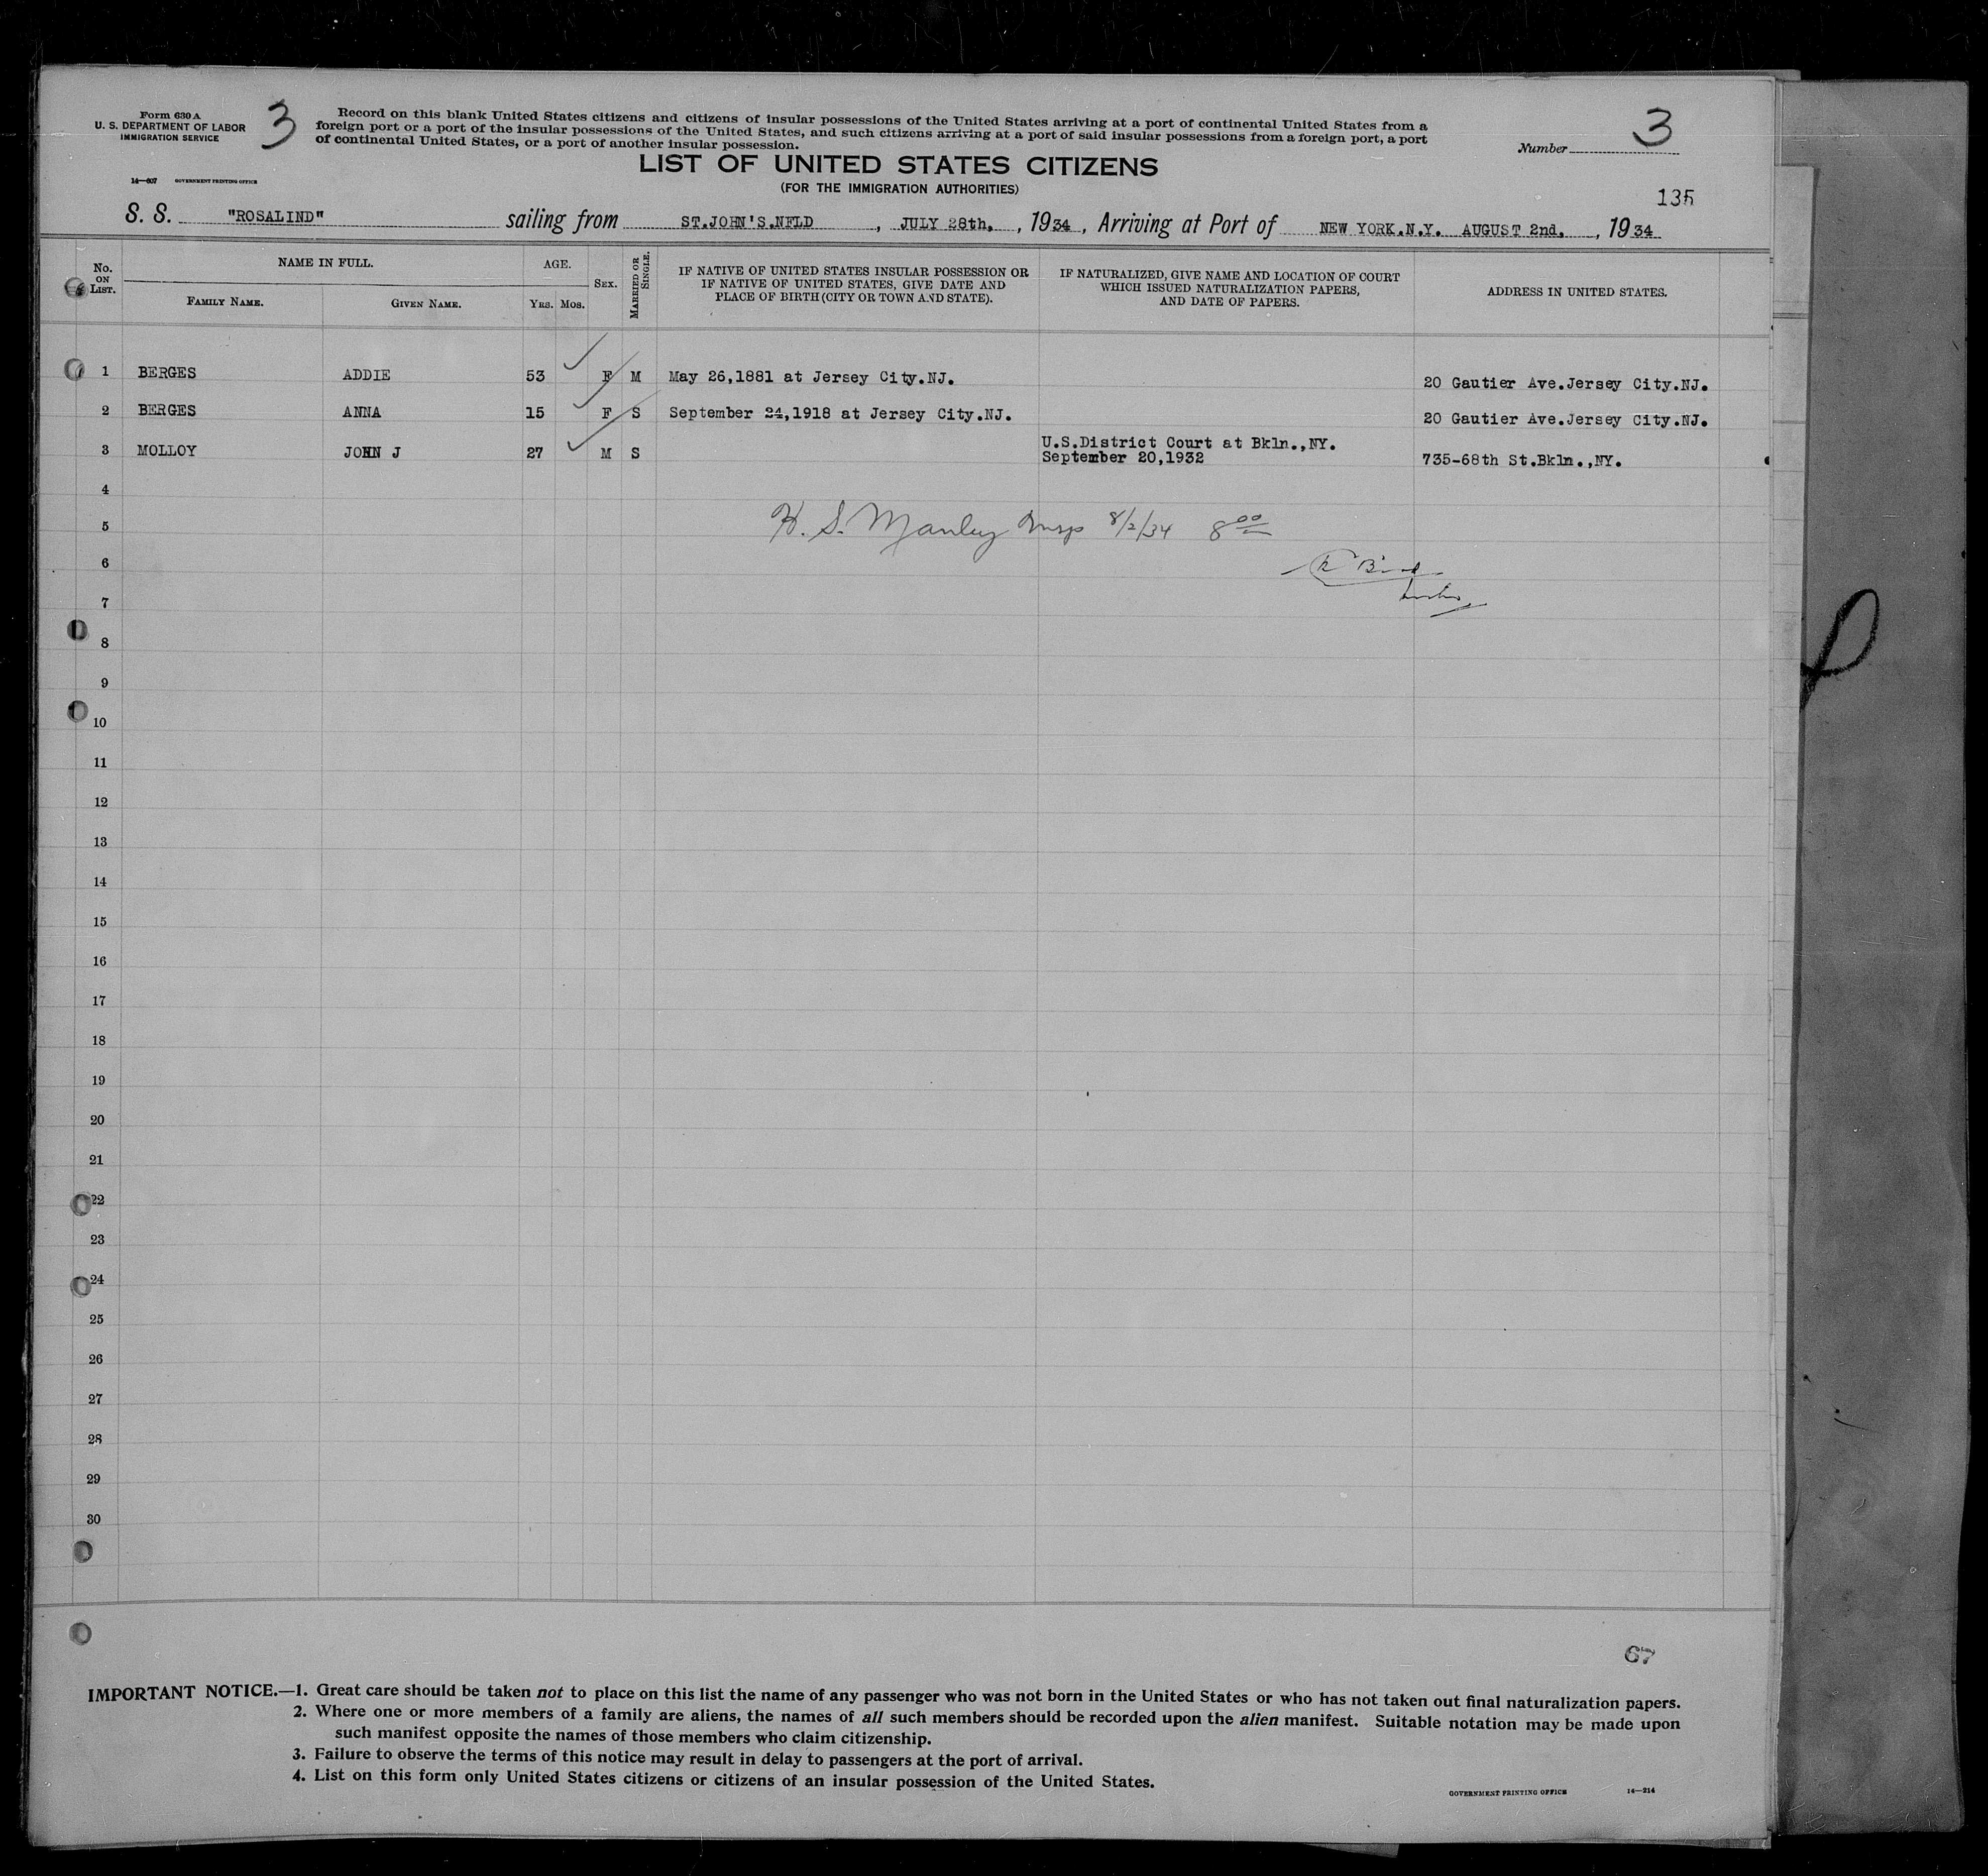 Form 630 A
U. S. DEPARTMENT OF LABOR
IMMIGRATION SERVICE
3
Record on this blank United States citizens and citizens of insular possessions of the United States arriving at a port of continental United States from a
foreign port or a port of the insular possessions of the United States, and such citizens arriving at a port of said insular possessions from a foreign port, a port
of continental United States, or a port of another insular possession.
Number 3
14—607 GOVERNMENT PRINTING OFFICE
LIST OF UNITED STATES CITIZENS
(FOR THE IMMIGRATION AUTHORITIES)
135
S. S. "ROSALIND" sailing from ST.JOHN'S.NFLD , JULY 28th. , 1934 , Arriving at Port of NEW YORK.N.Y. AUGUST 2nd. , 1934
No. ON LIST.
NAME IN FULL.
FAMILY NAME.
GIVEN NAME.
AGE.
YRS. MOS.
SEX.
MARRIED OR SINGLE.
IF NATIVE OF UNITED STATES INSULAR POSSESSION OR
IF NATIVE OF UNITED STATES, GIVE DATE AND
PLACE OF BIRTH (CITY OR TOWN AND STATE).
IF NATURALIZED, GIVE NAME AND LOCATION OF COURT
WHICH ISSUED NATURALIZATION PAPERS,
AND DATE OF PAPERS.
ADDRESS IN UNITED STATES.
1 BERGES ADDIE 53 F M May 26,1881 at Jersey City.NJ. 20 Gautier Ave.Jersey City.NJ.
2 BERGES ANNA 15 F S September 24,1918 at Jersey City.NJ. 20 Gautier Ave.Jersey City.NJ.
3 MOLLOY JOHN J 27 M S U.S.District Court at Bkln.,NY.
September 20,1932 735-68th St.Bkln.,NY.
4
5 H. S. Manley Insp 8/2/34 8 00
6
7
8
9
10
11
12
13
14
15
16
17
18
19
20
21
22
23
24
25
26
27
28
29
30
67
IMPORTANT NOTICE.—1. Great care should be taken not to place on this list the name of any passenger who was not born in the United States or who has not taken out final naturalization papers.
2. Where one or more members of a family are aliens, the names of all such members should be recorded upon the alien manifest. Suitable notation may be made upon
such manifest opposite the names of those members who claim citizenship.
3. Failure to observe the terms of this notice may result in delay to passengers at the port of arrival.
4. List on this form only United States citizens or citizens of an insular possession of the United States.
GOVERNMENT PRINTING OFFICE 14—214